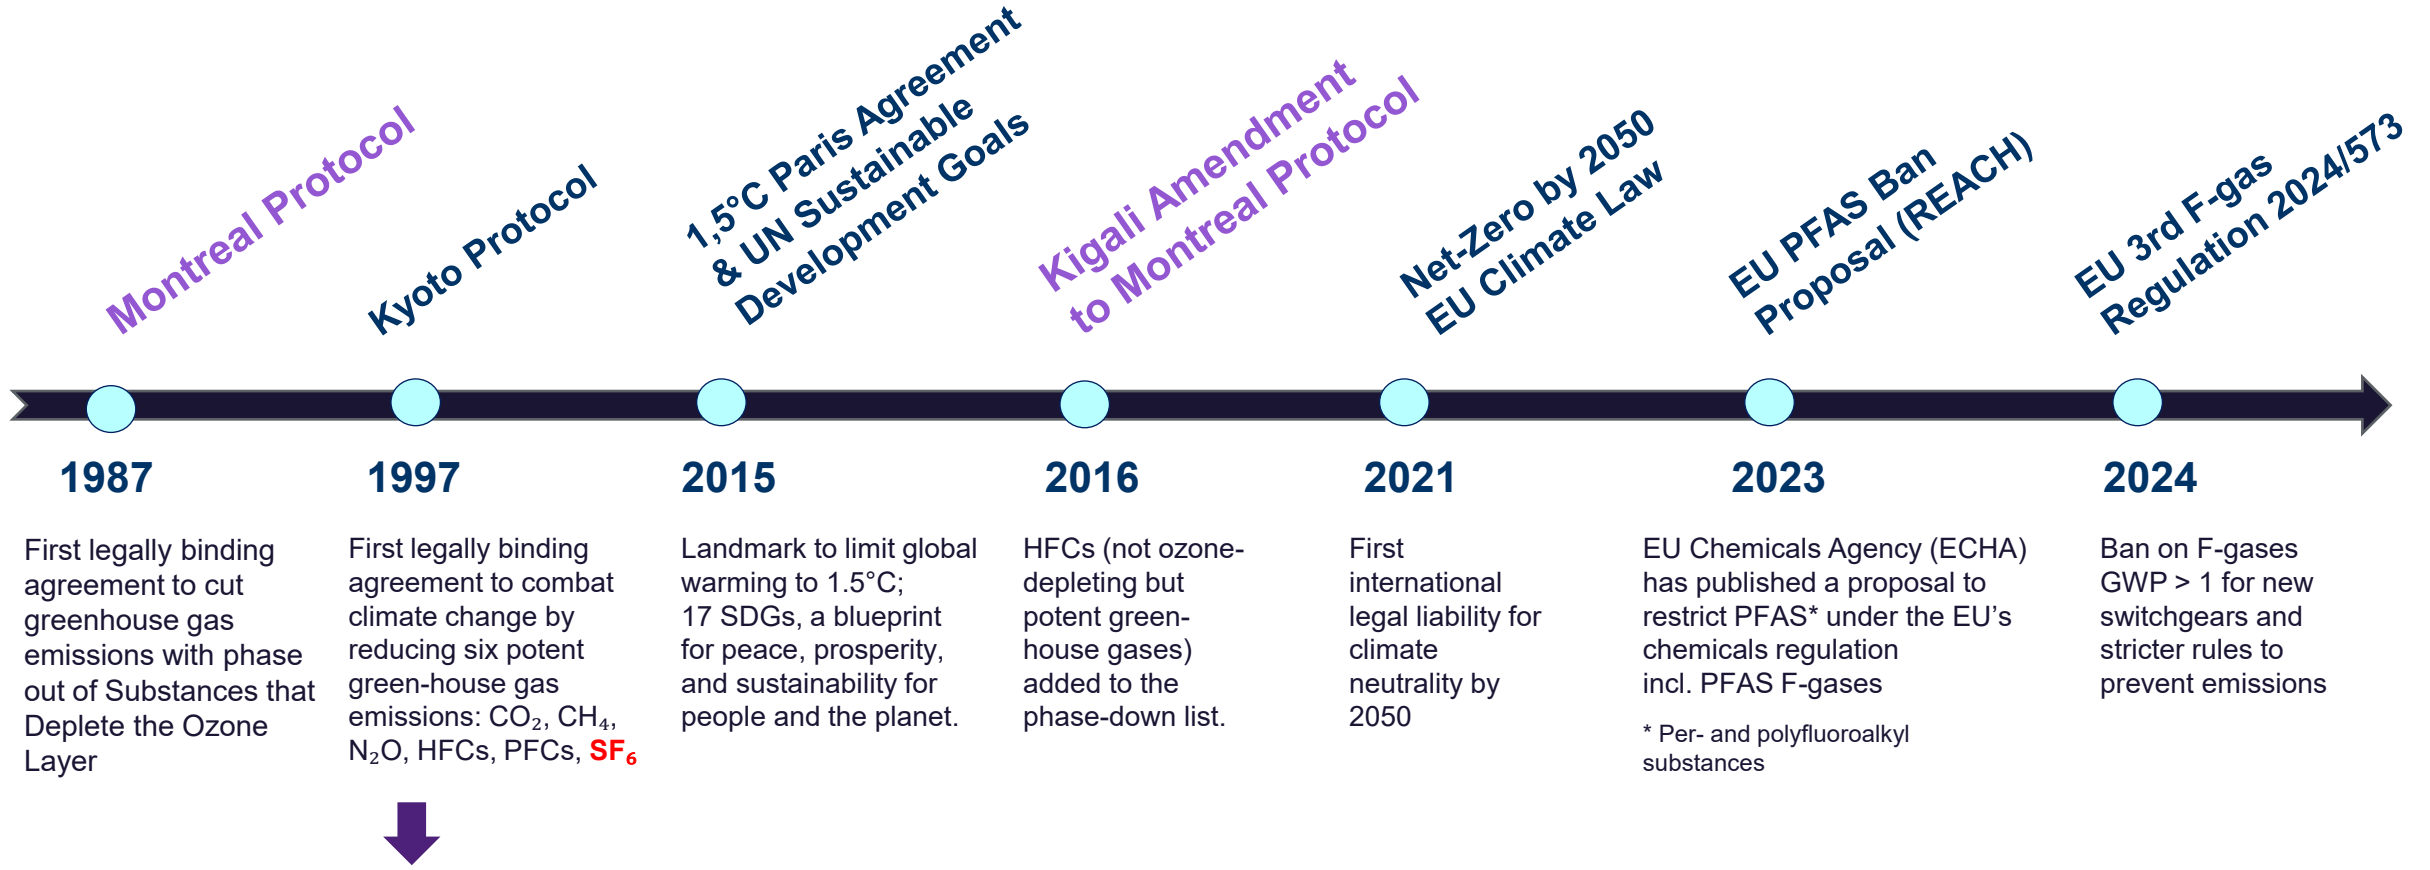 Montreal Protocol
Kyoto Protocol
1,5°C Paris Agreement
& UN Sustainable
Development Goals
Kigali Amendment
to Montreal Protocol
Net-Zero by 2050
EU Climate Law
EU PFAS Ban
Proposal (REACH)
EU 3rd F-gas
Regulation 2024/573
1987
1997
2015
2016
2021
2023
2024
First legally binding
agreement to cut
greenhouse gas
emissions with phase
out of Substances that
Deplete the Ozone
Layer
First legally binding
agreement to combat
climate change by
reducing six potent
green-house gas
emissions: CO₂, CH₄,
N₂O, HFCs, PFCs, SF₆
Landmark to limit global
warming to 1.5°C;
17 SDGs, a blueprint
for peace, prosperity,
and sustainability for
people and the planet.
HFCs (not ozone-
depleting but
potent green-
house gases)
added to the
phase-down list.
First
international
legal liability for
climate
neutrality by
2050
EU Chemicals Agency (ECHA)
has published a proposal to
restrict PFAS* under the EU’s
chemicals regulation
incl. PFAS F-gases
* Per- and polyfluoroalkyl
substances
Ban on F-gases
GWP > 1 for new
switchgears and
stricter rules to
prevent emissions